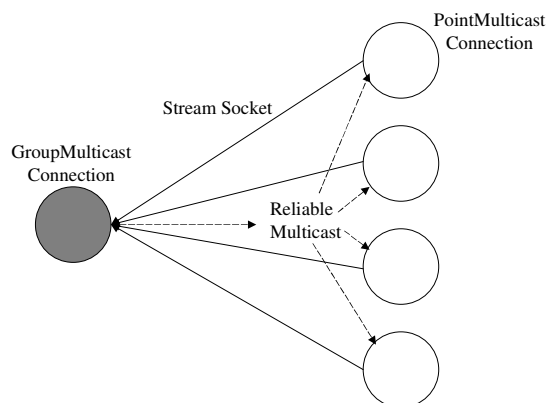 PointMulticast
Connection
Stream Socket
GroupMulticast
Connection
Reliable
Multicast